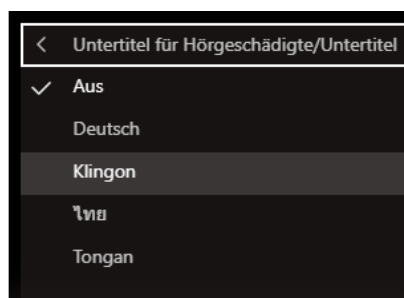 Untertitel für Hörgeschädigte/Untertitel
Aus
Deutsch
Klingon
ไทย
Tongan